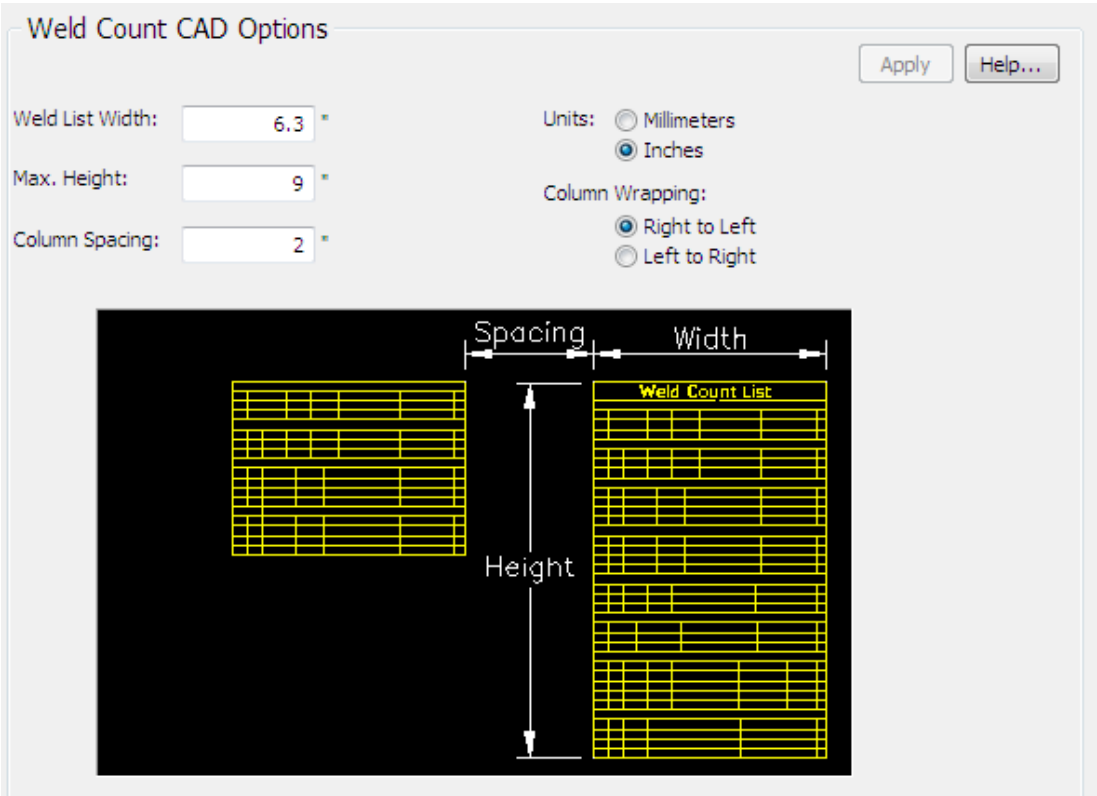 Weld Count CAD Options
Apply Help...
Weld List Width: 6.3 "
Units: Millimeters
Inches
Max. Height: 9 "
Column Wrapping:
Right to Left
Column Spacing: 2 "
Left to Right
Spacing Width
Weld Count List
Height